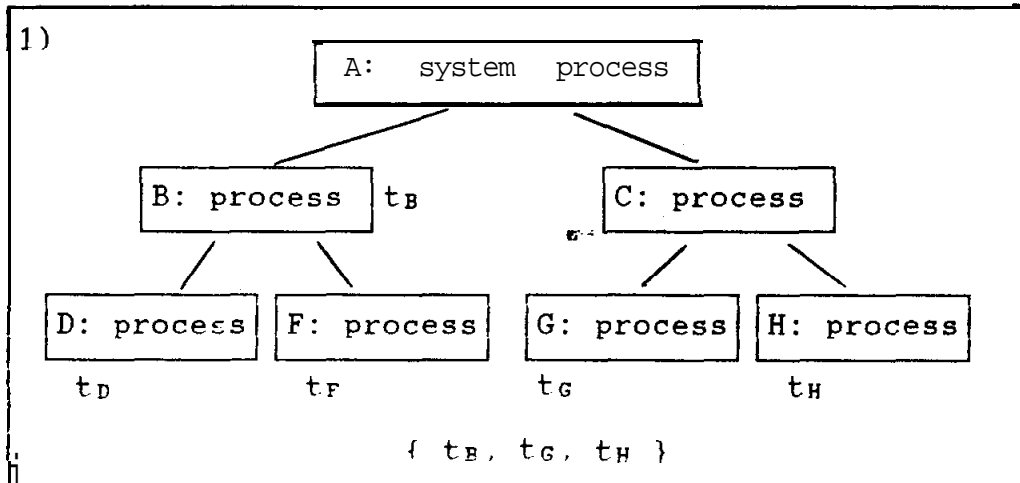 1)
A: system process
B: process tB
C: process
D: process
F: process
G: process
H: process
tD
tF
tG
tH
{ tB, tG, tH }